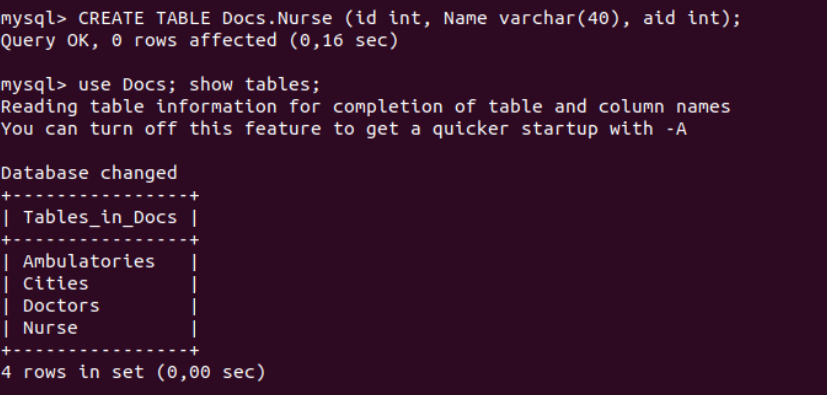 mysql> CREATE TABLE Docs.Nurse (id int, Name varchar(40), aid int);
Query OK, 0 rows affected (0,16 sec)
mysql> use Docs; show tables;
Reading table information for completion of table and column names
You can turn off this feature to get a quicker startup with -A
Database changed
+----------------+
| Tables_in_Docs |
+----------------+
| Ambulatories   |
| Cities         |
| Doctors        |
| Nurse          |
+----------------+
4 rows in set (0,00 sec)